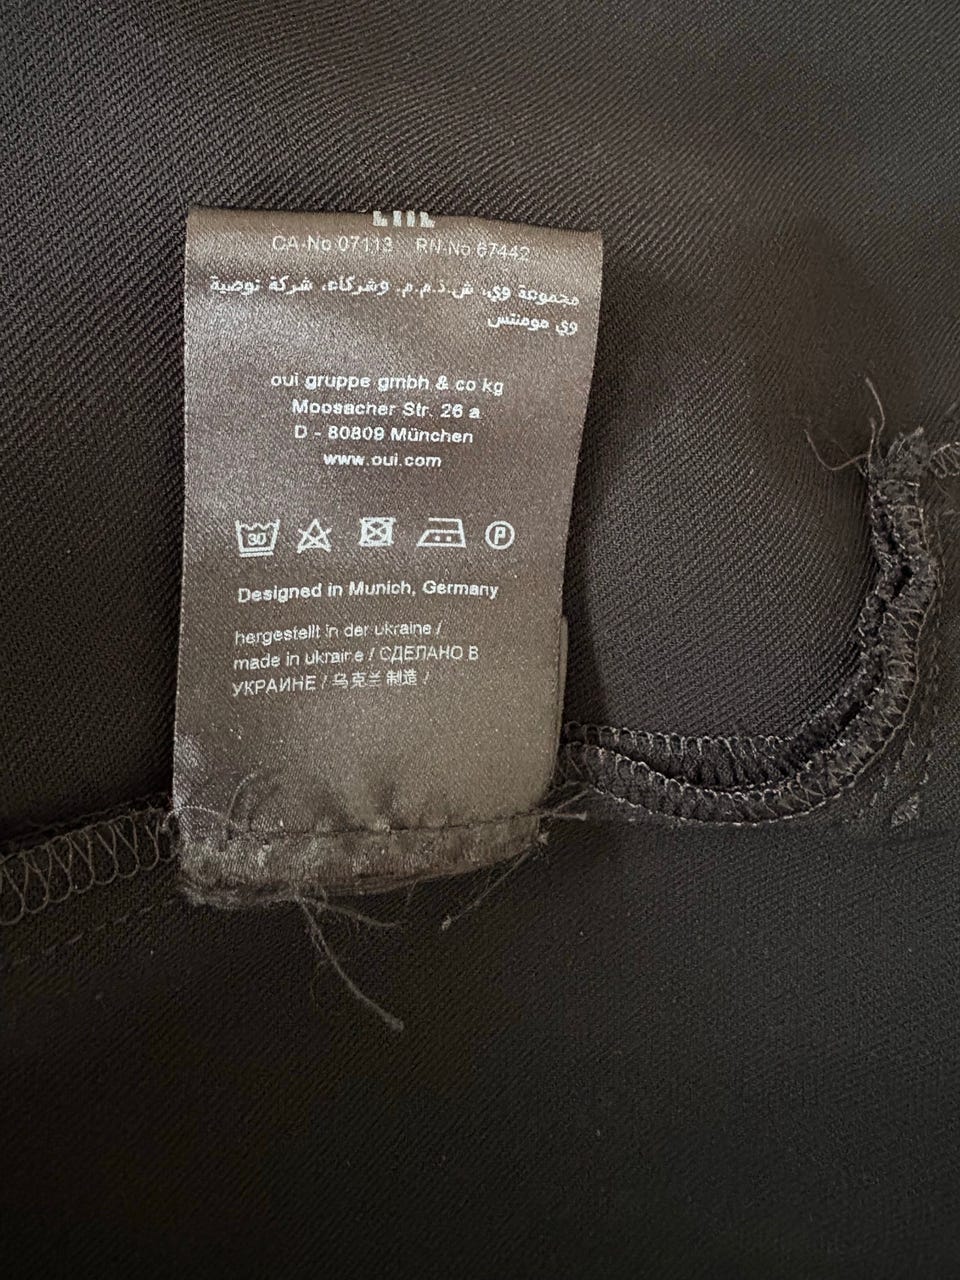 CA-No 07113 RN-No 67442
مجموعة وي، ش.ذ.م.م. وشركاء، شركة توصية
وي مومنتس
oui gruppe gmbh & co kg
Moosacher Str. 26 a
D - 80809 München
www.oui.com
30 P
Designed in Munich, Germany
hergestellt in der ukraine /
made in ukraine / СДЕЛАНО В
УКРАИНЕ / 乌克兰制造 /